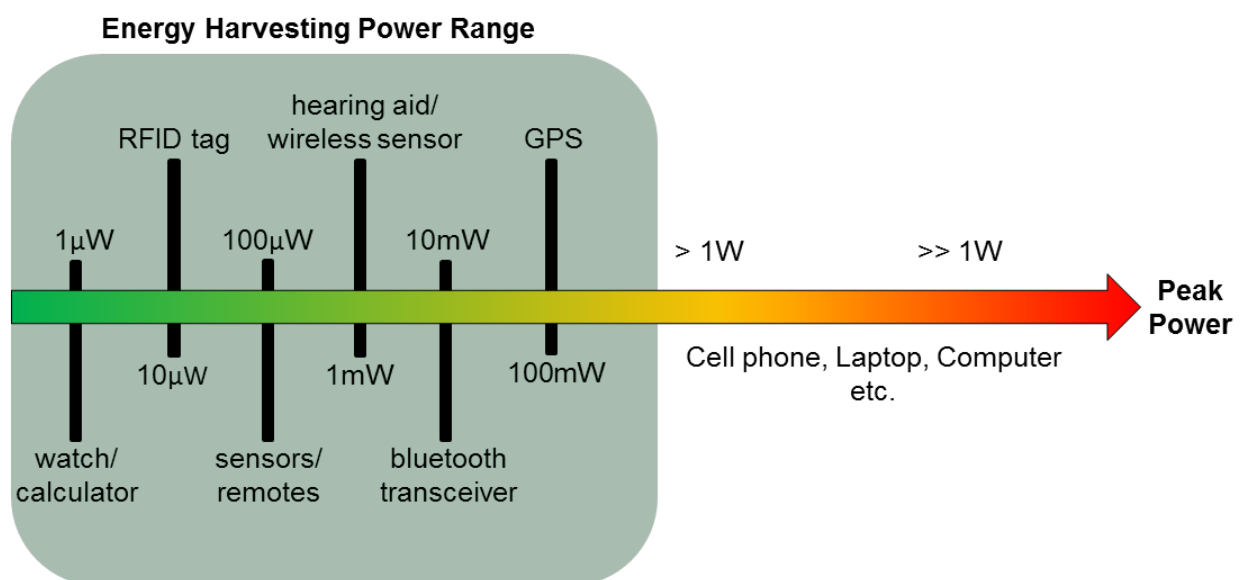 Energy Harvesting Power Range
hearing aid/
RFID tag
wireless sensor
GPS
1µW
100µW
10mW
> 1W
>> 1W
Peak
Power
10µW
1mW
100mW
Cell phone, Laptop, Computer
etc.
watch/
calculator
sensors/
remotes
bluetooth
transceiver